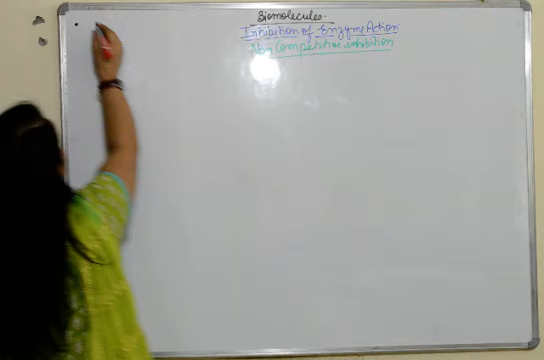 Biomolecules.
Inhibition of Enzyme Action
Non Competitive inhibition